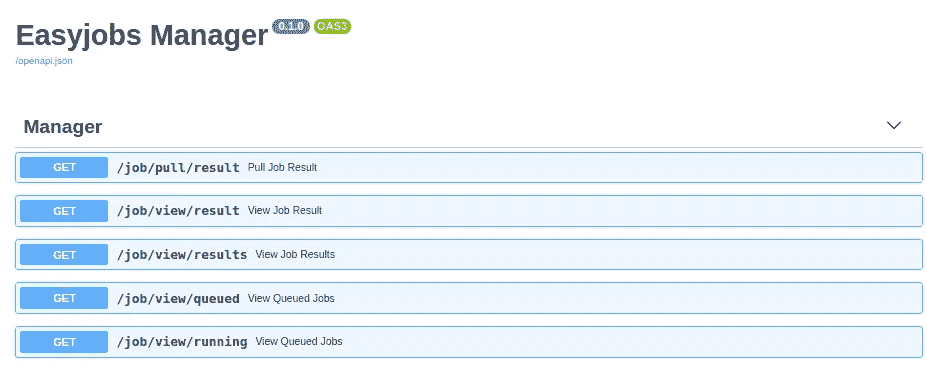 Easyjobs Manager 0.1.0 OAS3
/openapi.json
Manager
GET /job/pull/result Pull Job Result
GET /job/view/result View Job Result
GET /job/view/results View Job Results
GET /job/view/queued View Queued Jobs
GET /job/view/running View Queued Jobs